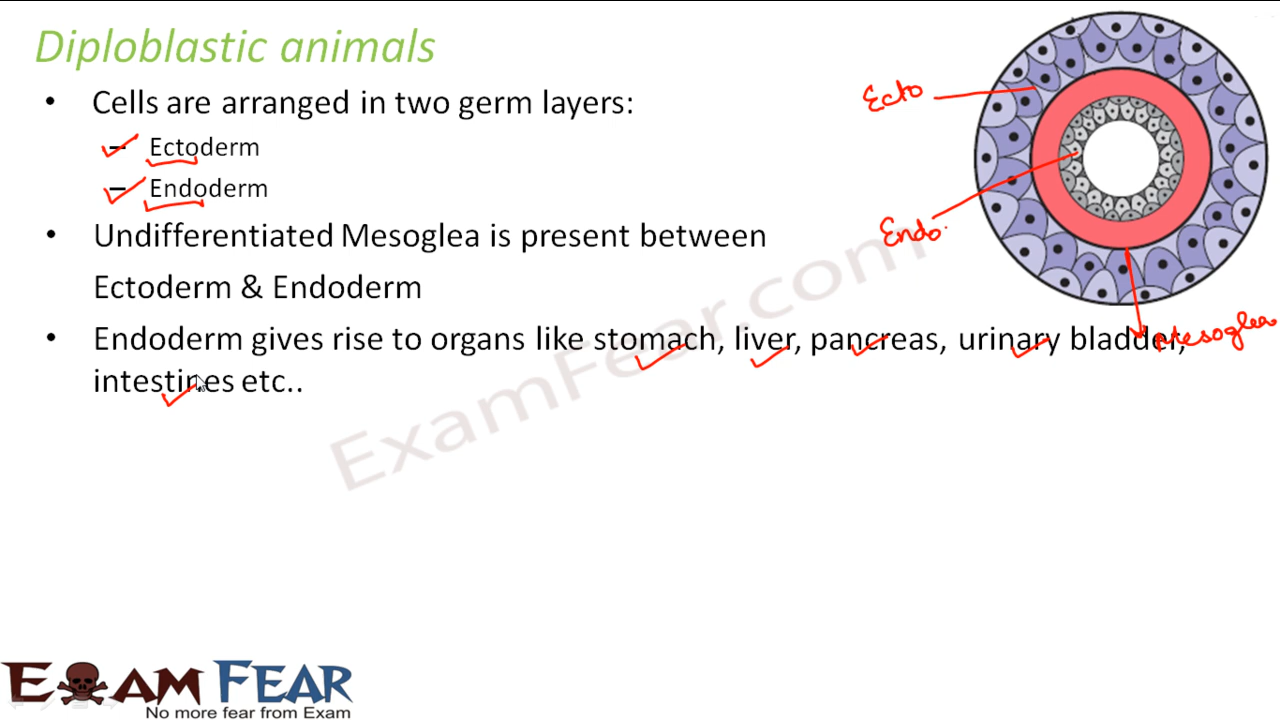 Diploblastic animals
• Cells are arranged in two germ layers:
– Ectoderm
– Endoderm
• Undifferentiated Mesoglea is present between
Ectoderm & Endoderm
• Endoderm gives rise to organs like stomach, liver, pancreas, urinary bladder,
intestines etc..
Ecto
Endo.
Mesoglea
ExamFear.com
EXAM FEAR
No more fear from Exam